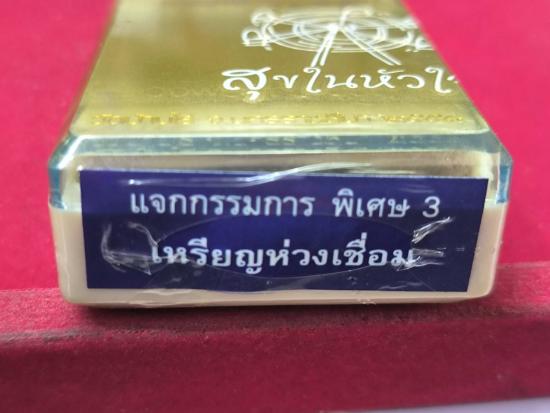 สุขในหัวใจ
แจกกรรมการ พิเศษ 3
เหรียญห่วงเชื่อม